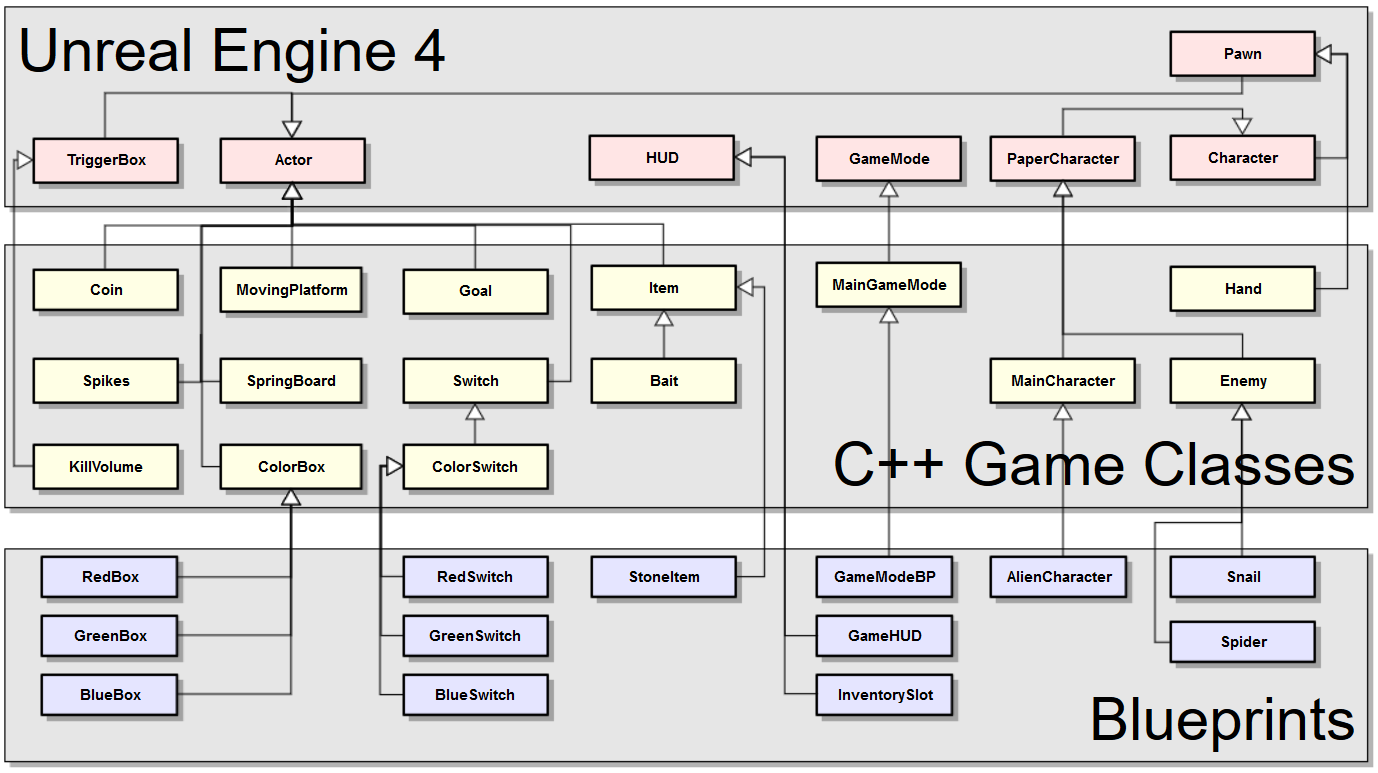 Unreal Engine 4
Pawn
TriggerBox
Actor
HUD
GameMode
PaperCharacter
Character
Coin
MovingPlatform
Goal
Item
MainGameMode
Hand
Spikes
SpringBoard
Switch
Bait
MainCharacter
Enemy
KillVolume
ColorBox
ColorSwitch
C++ Game Classes
RedBox
RedSwitch
StoneItem
GameModeBP
AlienCharacter
Snail
GreenBox
GreenSwitch
GameHUD
Spider
BlueBox
BlueSwitch
InventorySlot
Blueprints